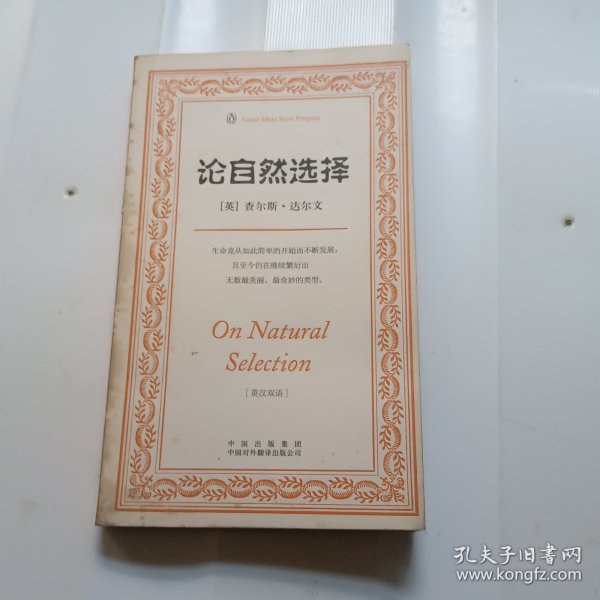 Great Ideas from Penguin
论自然选择
[英] 查尔斯·达尔文
生命竟从如此简单的开始而不断发展，
且至今仍在继续繁衍出
无数最美丽、最奇妙的类型。
On Natural
Selection
[英汉双语]
中国出版集团
中国对外翻译出版公司
孔夫子旧书网
www.kongfz.com